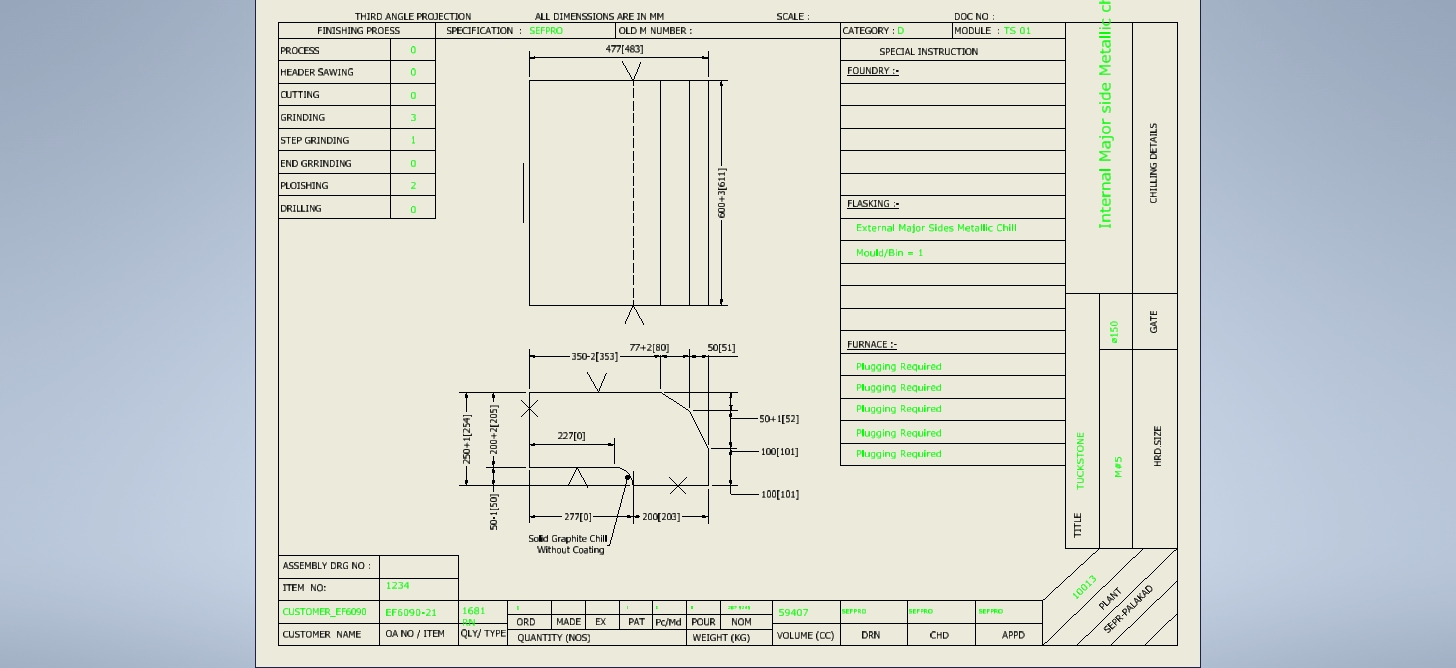 THIRD ANGLE PROJECTION ALL DIMENSSIONS ARE IN MM SCALE : DOC NO :
FINISHING PROESS SPECIFICATION : SEFPRO OLD M NUMBER : CATEGORY : D MODULE : TS 01
PROCESS 0
HEADER SAWING 0
CUTTING 0
GRINDING 3
STEP GRINDING 1
END GRRINDING 0
PLOISHING 2
DRILLING 0
477[483]
600+3[611]
350-2[353] 77+2[80] 50[51]
250+1[254]
200+2[205]
50-1[50]
227[0]
50+1[52]
100[101]
100[101]
277[0] 200[203]
Solid Graphite Chill
Without Coating
SPECIAL INSTRUCTION
FOUNDRY :-
FLASKING :-
External Major Sides Metallic Chill
Mould/Bin = 1
FURNACE :-
Plugging Required
Plugging Required
Plugging Required
Plugging Required
Plugging Required
Internal Major side Metallic ch
CHILLING DETAILS
ø150
GATE
TITLE TUCKSTONE
M#5
HRD SIZE
10013
PLANT
SEPR-PALAKAD
ASSEMBLY DRG NO :
ITEM NO: 1234
CUSTOMER_EF6090 EF6090-21 1681
RN
59407 SEFPRO SEFPRO SEFPRO
CUSTOMER NAME OA NO / ITEM QLY/ TYPE
ORD MADE EX PAT Pc/Md POUR NOM
QUANTITY (NOS) WEIGHT (KG) VOLUME (CC) DRN CHD APPD